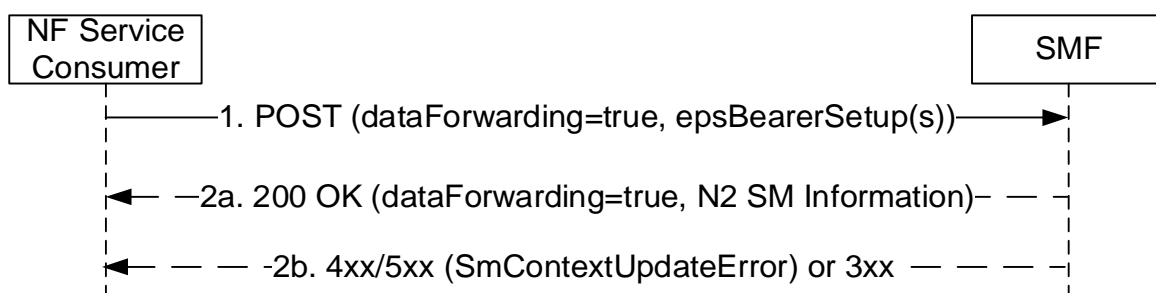 NF Service
Consumer
SMF
1. POST (dataForwarding=true, epsBearerSetup(s))
2a. 200 OK (dataForwarding=true, N2 SM Information)
2b. 4xx/5xx (SmContextUpdateError) or 3xx